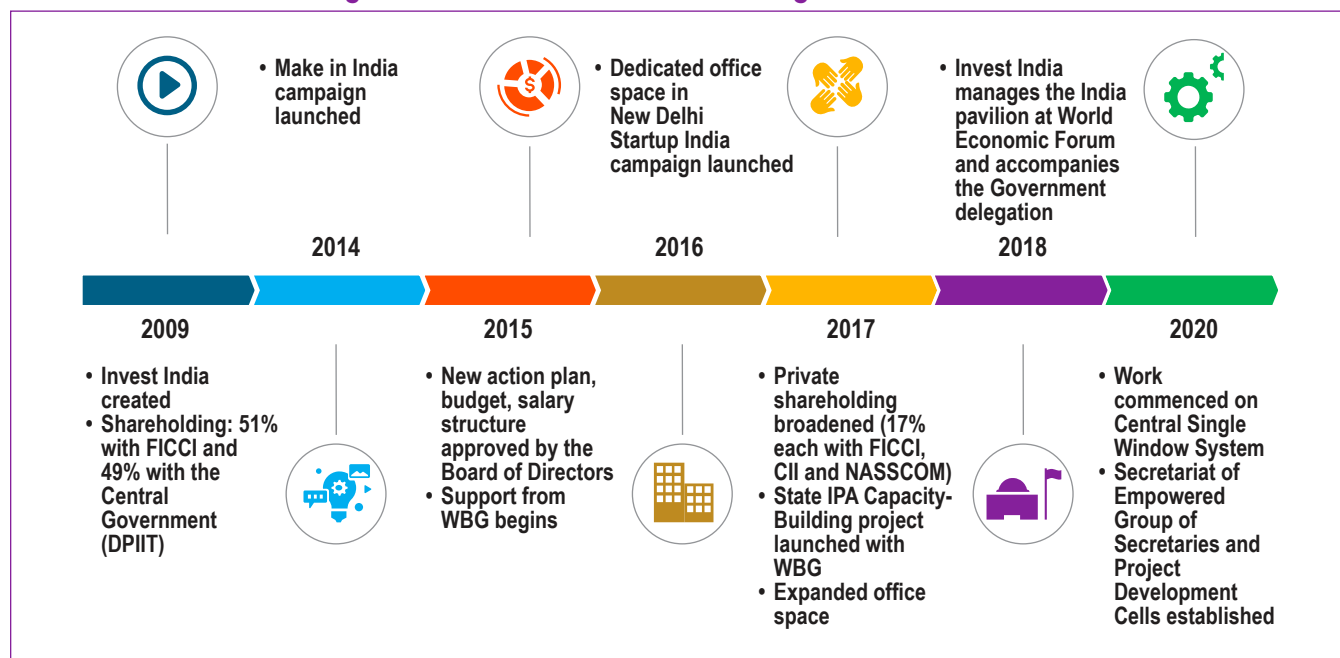 • Make in India
campaign
launched
• Dedicated office
space in
New Delhi
Startup India
campaign launched
• Invest India
manages the India
pavilion at World
Economic Forum
and accompanies
the Government
delegation
2014
2016
2018
2009
2015
2017
2020
• Invest India
created
• Shareholding: 51%
with FICCI and
49% with the
Central
Government
(DPIIT)
• New action plan,
budget, salary
structure
approved by the
Board of Directors
• Support from
WBG begins
• Private
shareholding
broadened (17%
each with FICCI,
CII and NASSCOM)
• State IPA Capacity-
Building project
launched with
WBG
• Expanded office
space
• Work
commenced on
Central Single
Window System
• Secretariat of
Empowered
Group of
Secretaries and
Project
Development
Cells established